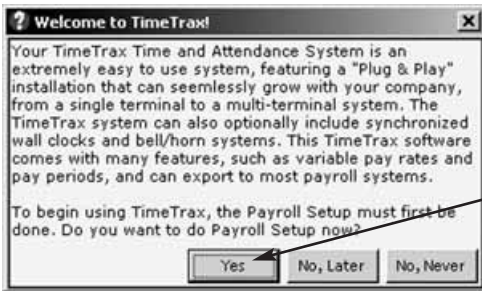 Welcome to TimeTrax!
Your TimeTrax Time and Attendance System is an
extremely easy to use system, featuring a "Plug & Play"
installation that can seemlessly grow with your company,
from a single terminal to a multi-terminal system. The
TimeTrax system can also optionally include synchronized
wall clocks and bell/horn systems. This TimeTrax software
comes with many features, such as variable pay rates and
pay periods, and can export to most payroll systems.
To begin using TimeTrax, the Payroll Setup must first be
done. Do you want to do Payroll Setup now?
Yes No, Later No, Never